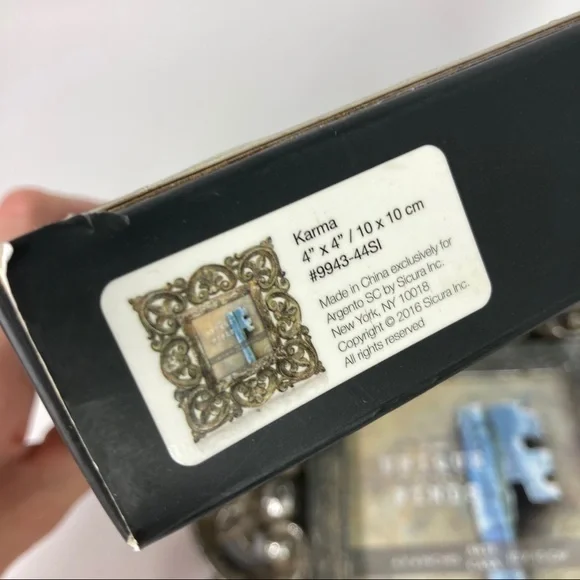 Karma
4" x 4" / 10 x 10 cm
#9943-44SI
Made in China exclusively for
Argento SC by Sicura Inc.
New York, NY 10018
Copyright © 2016 Sicura Inc.
All rights reserved